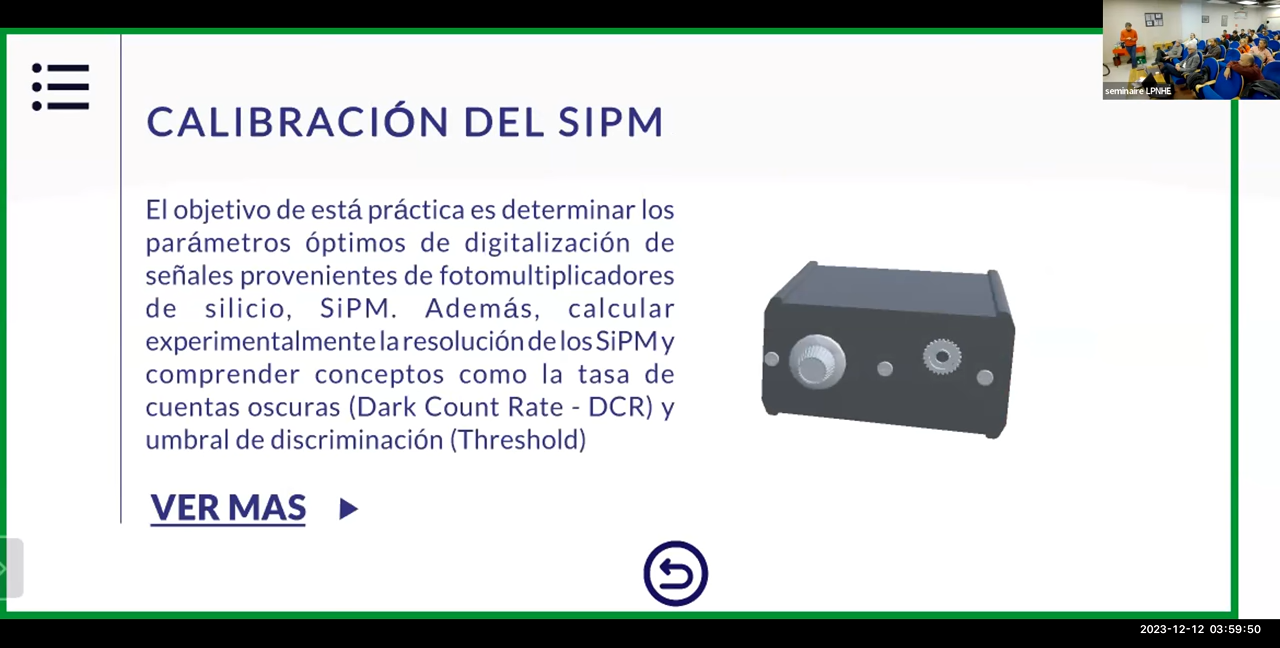 seminaire LPNHE
CALIBRACIÓN DEL SIPM
El objetivo de está práctica es determinar los
parámetros óptimos de digitalización de
señales provenientes de fotomultiplicadores
de silicio, SiPM. Además, calcular
experimentalmente la resolución de los SiPM y
comprender conceptos como la tasa de
cuentas oscuras (Dark Count Rate - DCR) y
umbral de discriminación (Threshold)
VER MAS
2023-12-12 03:59:50